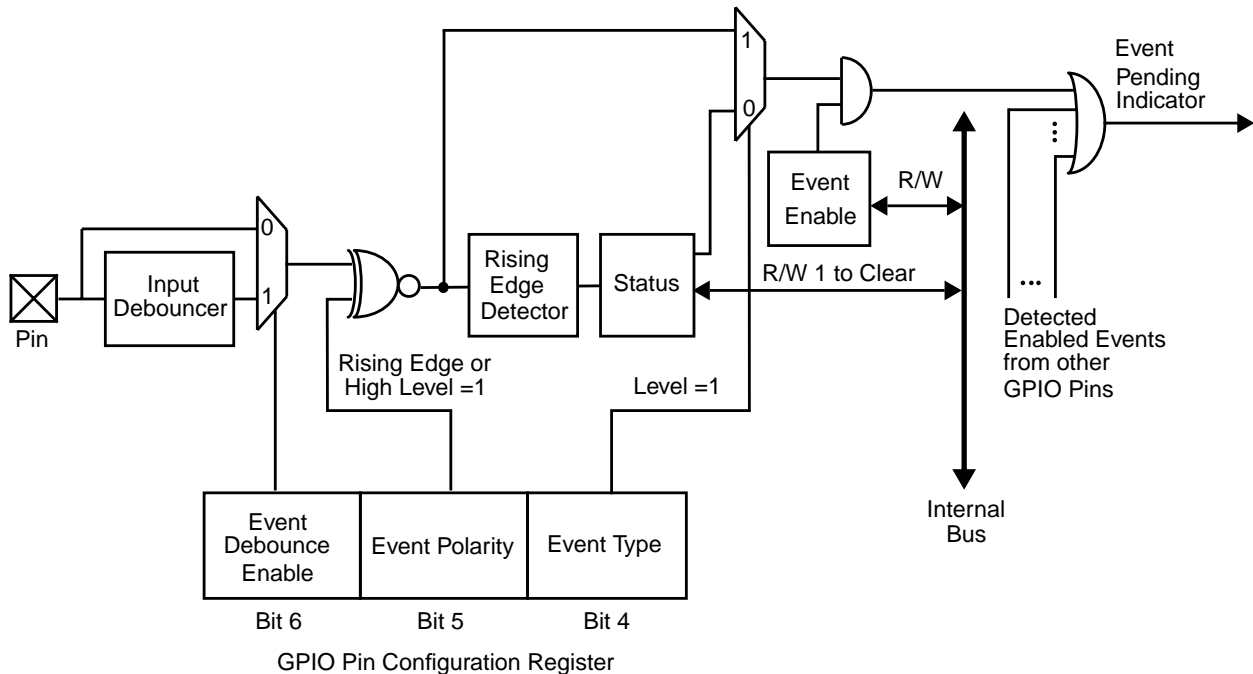 1
0
Event
Pending
Indicator
Event
Enable
R/W
0
1
Input
Debouncer
Pin
Rising
Edge
Detector
Status
R/W 1 to Clear
Detected
Enabled Events
from other
GPIO Pins
Rising Edge or
High Level =1
Level =1
Internal
Bus
Event
Debounce
Enable
Event Polarity
Event Type
Bit 6
Bit 5
Bit 4
GPIO Pin Configuration Register